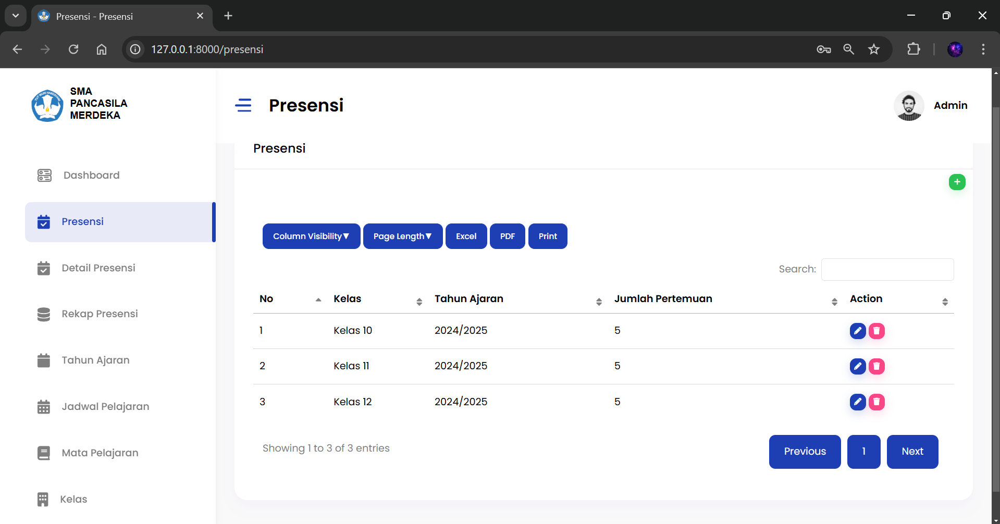 Presensi - Presensi
127.0.0.1:8000/presensi
SMA
PANCASILA
MERDEKA
Presensi
Admin
Presensi
Dashboard
Presensi
Detail Presensi
Rekap Presensi
Tahun Ajaran
Jadwal Pelajaran
Mata Pelajaran
Kelas
+
Column Visibility▼ Page Length▼ Excel PDF Print
Search:
No Kelas Tahun Ajaran Jumlah Pertemuan Action
1 Kelas 10 2024/2025 5
2 Kelas 11 2024/2025 5
3 Kelas 12 2024/2025 5
Showing 1 to 3 of 3 entries
Previous 1 Next